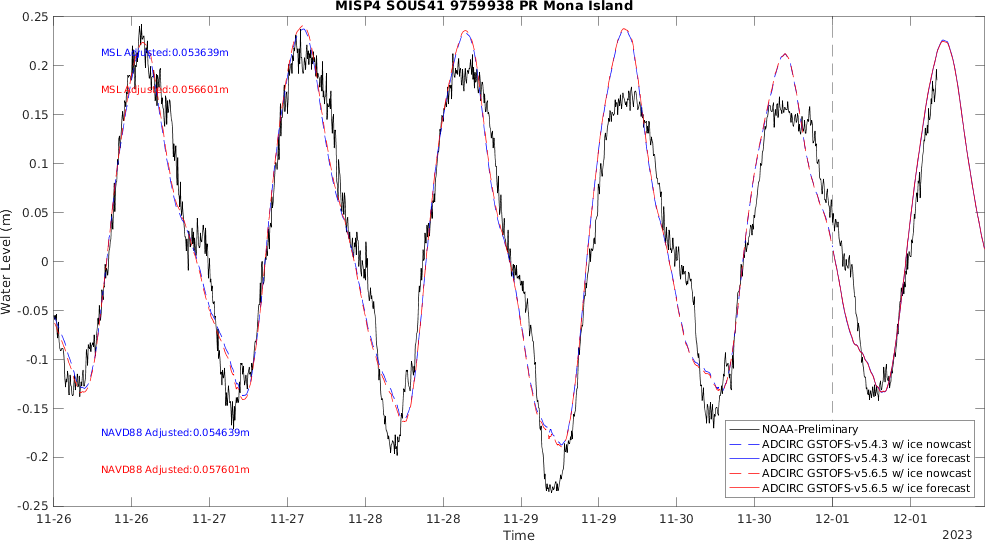 MISP4 SOUS41 9759938 PR Mona Island
0.25
0.2
0.15
0.1
0.05
0
-0.05
-0.1
-0.15
-0.2
-0.25
Water Level (m)
MSL Adjusted:0.053639m
MSL Adjusted:0.056601m
NAVD88 Adjusted:0.054639m
NAVD88 Adjusted:0.057601m
NOAA-Preliminary
ADCIRC GSTOFS-v5.4.3 w/ ice nowcast
ADCIRC GSTOFS-v5.4.3 w/ ice forecast
ADCIRC GSTOFS-v5.6.5 w/ ice nowcast
ADCIRC GSTOFS-v5.6.5 w/ ice forecast
11-26 11-26 11-27 11-27 11-28 11-28 11-29 11-29 11-30 11-30 12-01 12-01
Time
2023